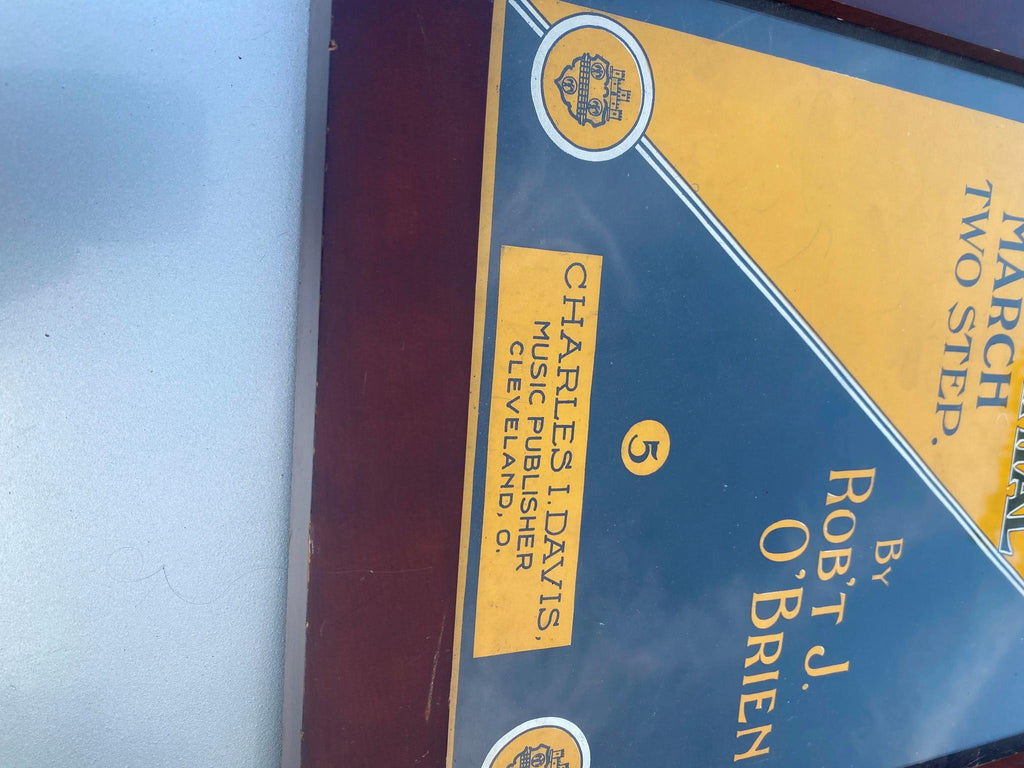 MARCH
TWO STEP.
BY
ROB'T J.
O'BRIEN
5
CHARLES I. DAVIS,
MUSIC PUBLISHER
CLEVELAND, O.